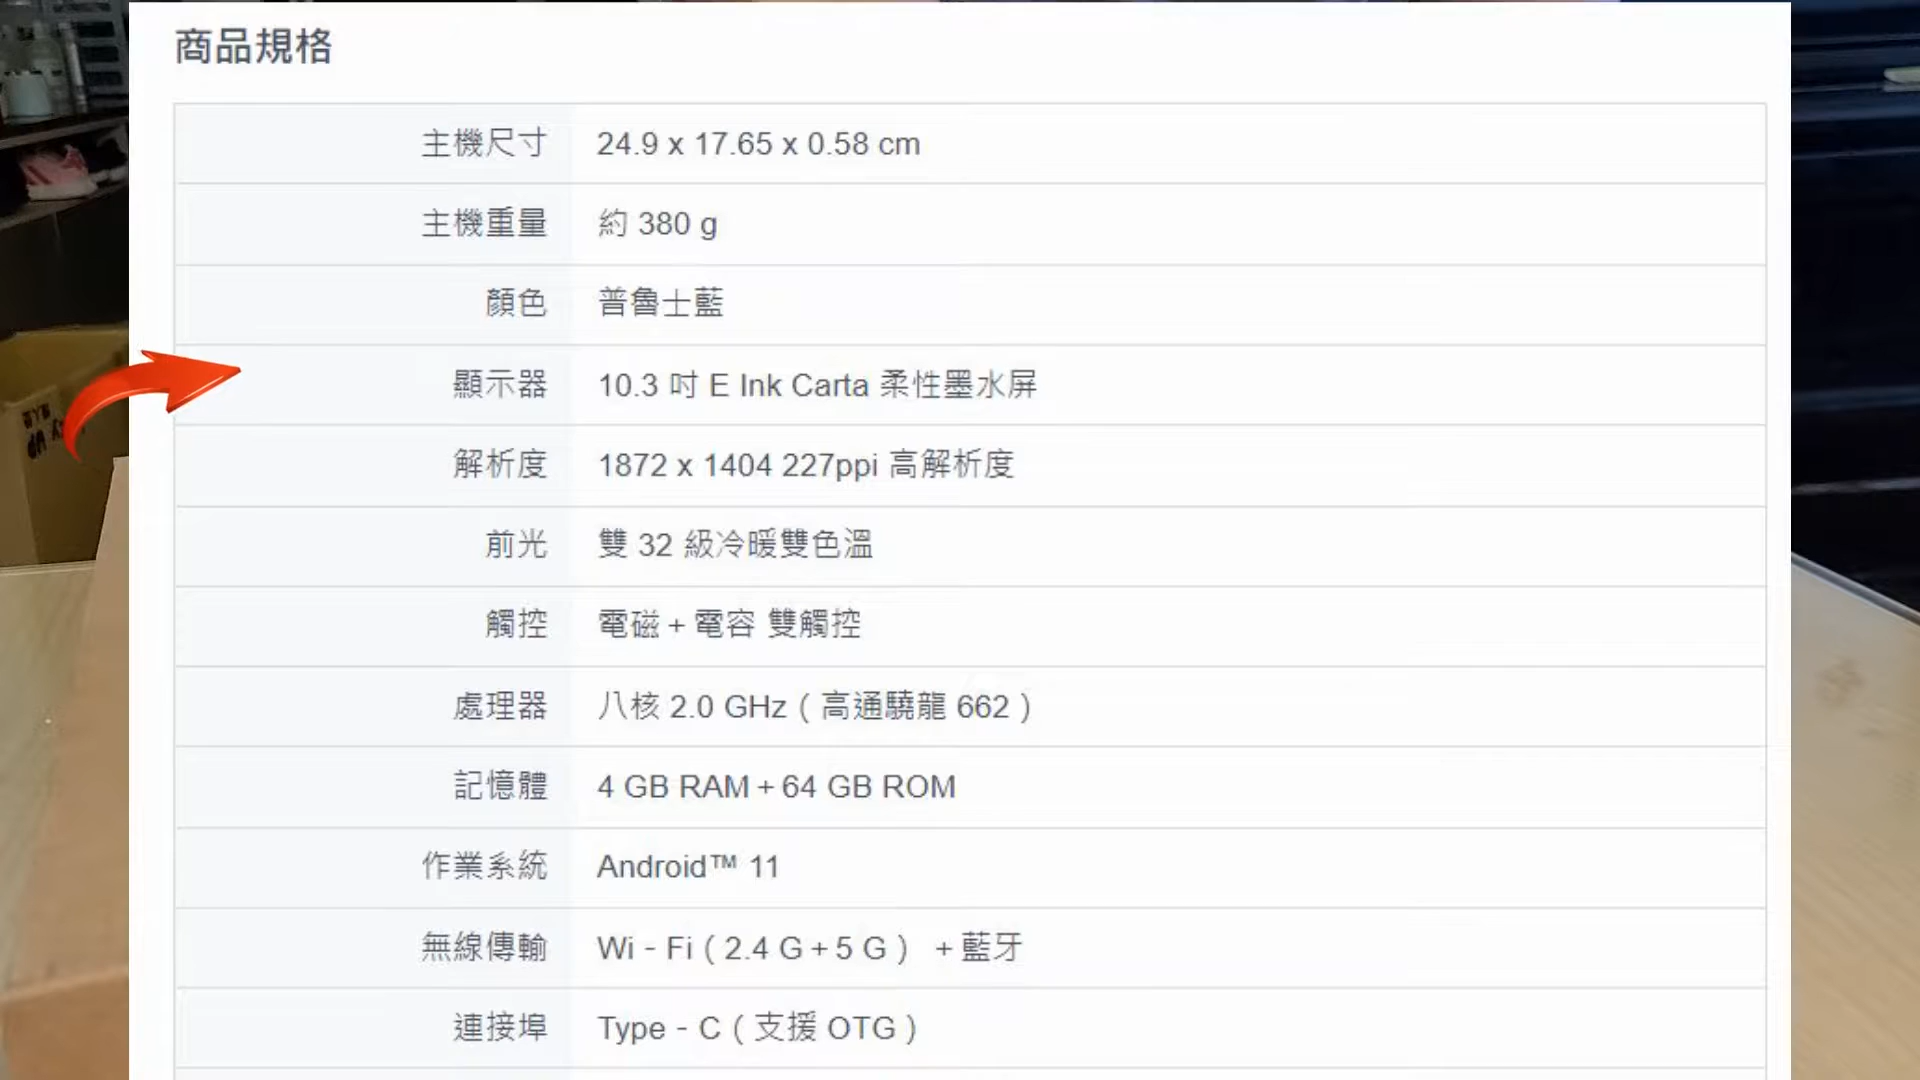 商品規格
主機尺寸 24.9 x 17.65 x 0.58 cm
主機重量 約 380 g
顏色 普魯士藍
顯示器 10.3 吋 E Ink Carta 柔性墨水屏
解析度 1872 x 1404 227ppi 高解析度
前光 雙 32 級冷暖雙色溫
觸控 電磁 + 電容 雙觸控
處理器 八核 2.0 GHz ( 高通驍龍 662 )
記憶體 4 GB RAM + 64 GB ROM
作業系統 Android™ 11
無線傳輸 Wi - Fi ( 2.4 G + 5 G ) + 藍牙
連接埠 Type - C ( 支援 OTG )